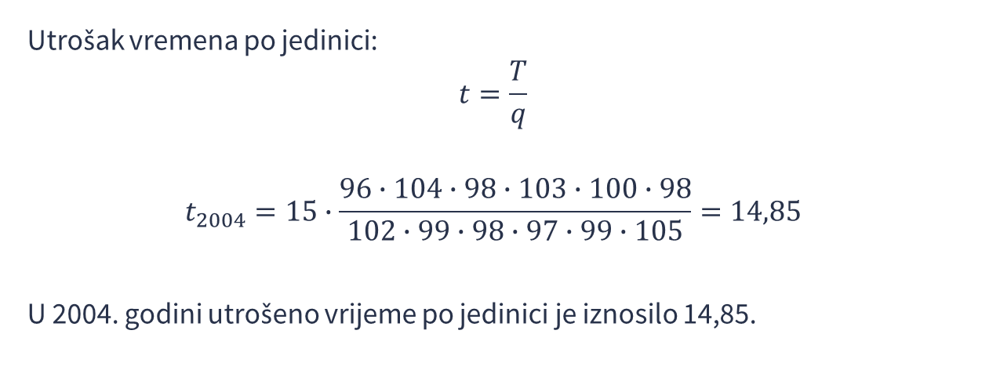 Utrošak vremena po jedinici:
t = T/q
t₂₀₀₄ = 15 · (96 · 104 · 98 · 103 · 100 · 98)/(102 · 99 · 98 · 97 · 99 · 105) = 14,85
U 2004. godini utrošeno vrijeme po jedinici je iznosilo 14,85.